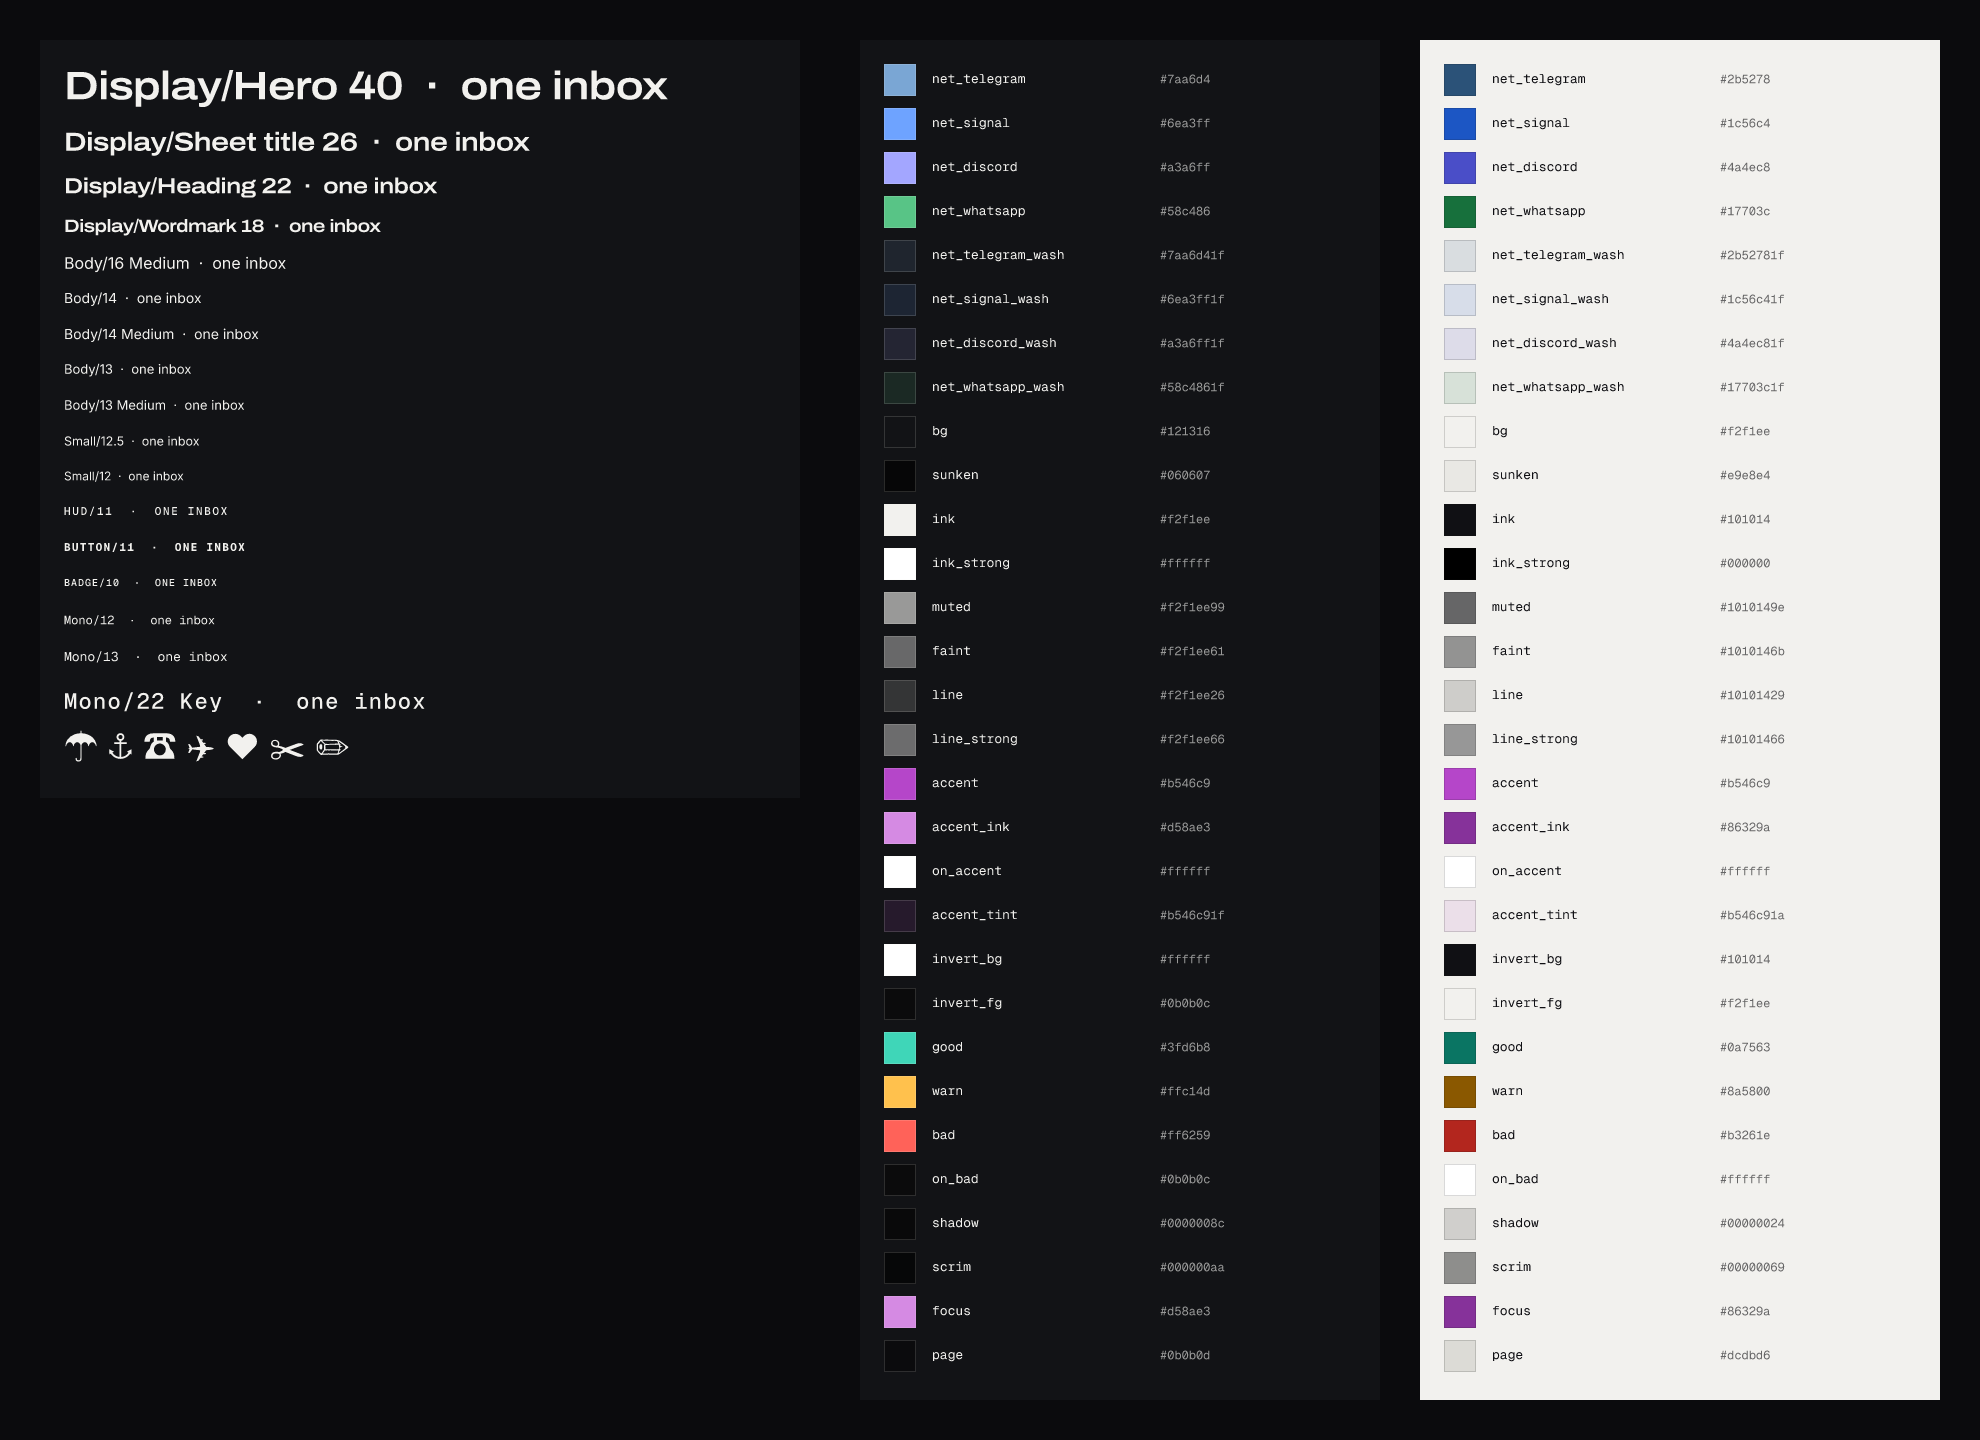 Display/Hero 40 · one inbox
Display/Sheet title 26 · one inbox
Display/Heading 22 · one inbox
Display/Wordmark 18 · one inbox
Body/16 Medium · one inbox
Body/14 · one inbox
Body/14 Medium · one inbox
Body/13 · one inbox
Body/13 Medium · one inbox
Small/12.5 · one inbox
Small/12 · one inbox
HUD/11 · ONE INBOX
BUTTON/11 · ONE INBOX
BADGE/10 · ONE INBOX
Mono/12 · one inbox
Mono/13 · one inbox
Mono/22 Key · one inbox
net_telegram #7aa6d4
net_signal #6ea3ff
net_discord #a3a6ff
net_whatsapp #58c486
net_telegram_wash #7aa6d41f
net_signal_wash #6ea3ff1f
net_discord_wash #a3a6ff1f
net_whatsapp_wash #58c4861f
bg #121316
sunken #060607
ink #f2f1ee
ink_strong #ffffff
muted #f2f1ee99
faint #f2f1ee61
line #f2f1ee26
line_strong #f2f1ee66
accent #b546c9
accent_ink #d58ae3
on_accent #ffffff
accent_tint #b546c91f
invert_bg #ffffff
invert_fg #0b0b0c
good #3fd6b8
warn #ffc14d
bad #ff6259
on_bad #0b0b0c
shadow #0000008c
scrim #000000aa
focus #d58ae3
page #0b0b0d
net_telegram #2b5278
net_signal #1c56c4
net_discord #4a4ec8
net_whatsapp #17703c
net_telegram_wash #2b52781f
net_signal_wash #1c56c41f
net_discord_wash #4a4ec81f
net_whatsapp_wash #17703c1f
bg #f2f1ee
sunken #e9e8e4
ink #101014
ink_strong #000000
muted #1010149e
faint #1010146b
line #10101429
line_strong #10101466
accent #b546c9
accent_ink #86329a
on_accent #ffffff
accent_tint #b546c91a
invert_bg #101014
invert_fg #f2f1ee
good #0a7563
warn #8a5800
bad #b3261e
on_bad #ffffff
shadow #00000024
scrim #00000069
focus #86329a
page #dcdbd6